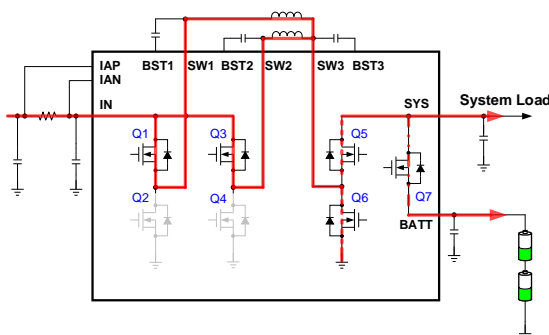 IAP
IAN
IN
BST1
SW1
BST2
SW2
SW3
BST3
SYS
System Load
Q1
Q3
Q5
Q2
Q4
Q6
Q7
BATT